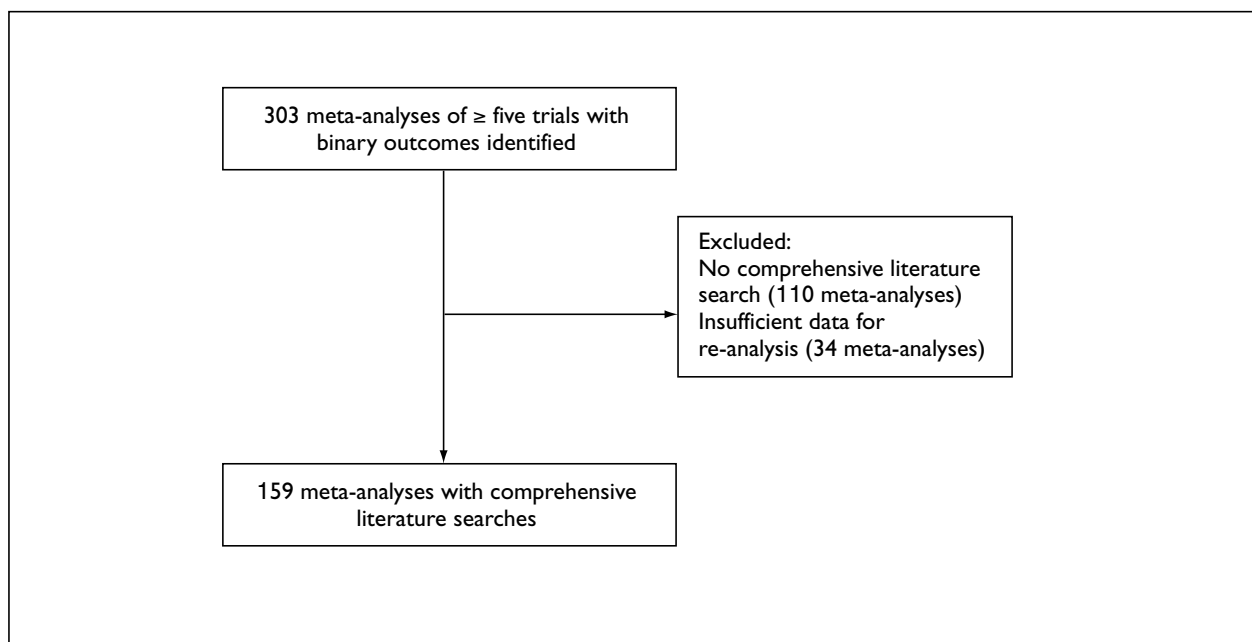 303 meta-analyses of ≥ five trials with
binary outcomes identified
Excluded:
No comprehensive literature
search (110 meta-analyses)
Insufficient data for
re-analysis (34 meta-analyses)
159 meta-analyses with comprehensive
literature searches